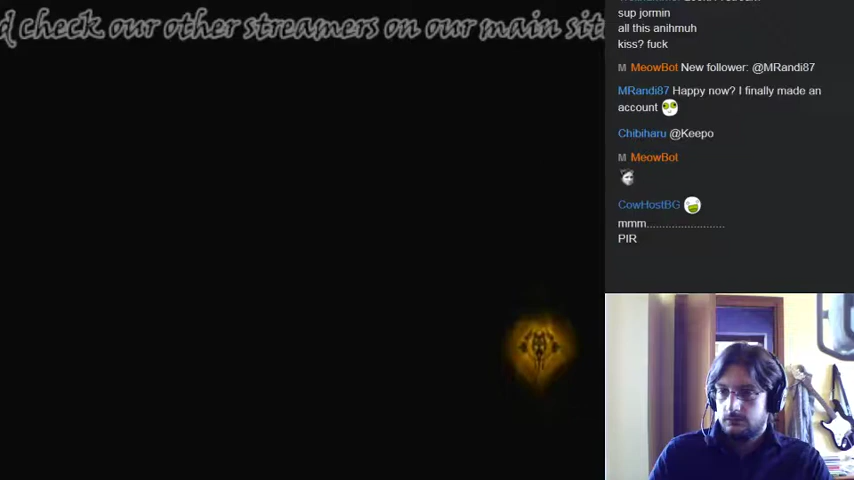 d check our other streamers on our main sit
sup jormin
all this anihmuh
kiss? fuck
M MeowBot New follower: @MRandi87
MRandi87 Happy now? I finally made an
account
Chibiharu @Keepo
M MeowBot
CowHostBG
mmm........................
PIR